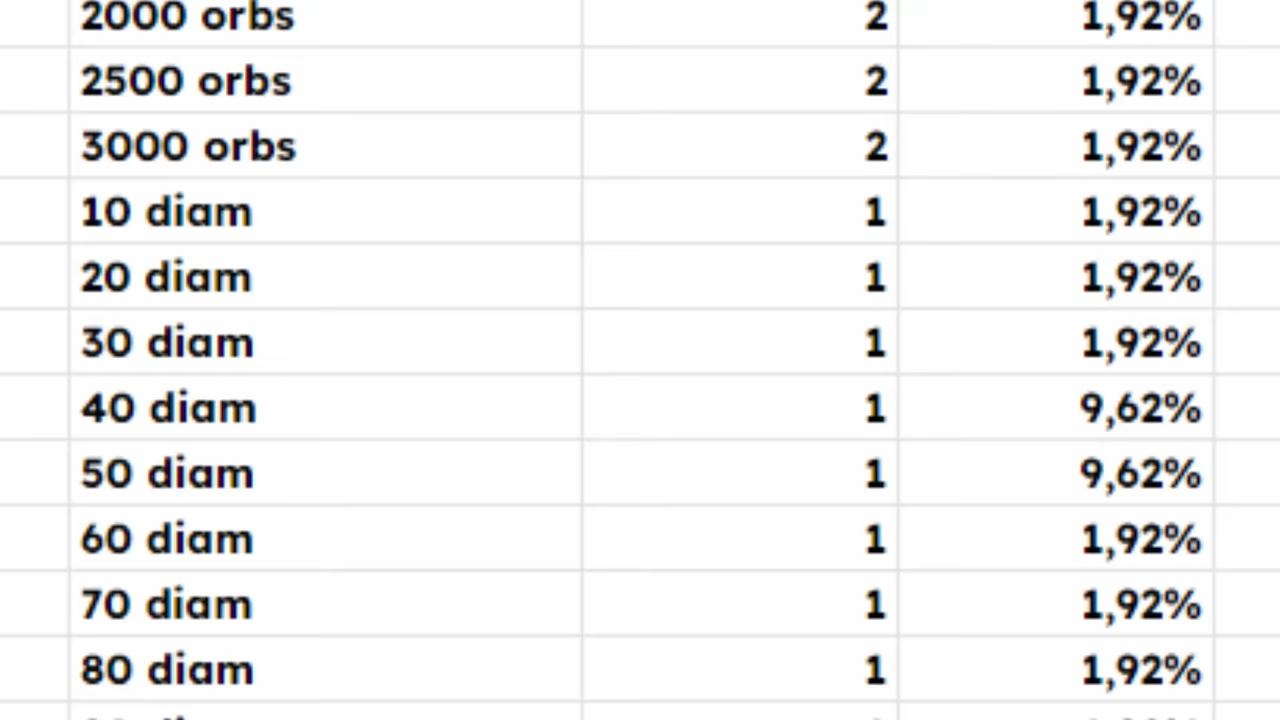 2000 orbs 2 1,92%
2500 orbs 2 1,92%
3000 orbs 2 1,92%
10 diam 1 1,92%
20 diam 1 1,92%
30 diam 1 1,92%
40 diam 1 9,62%
50 diam 1 9,62%
60 diam 1 1,92%
70 diam 1 1,92%
80 diam 1 1,92%